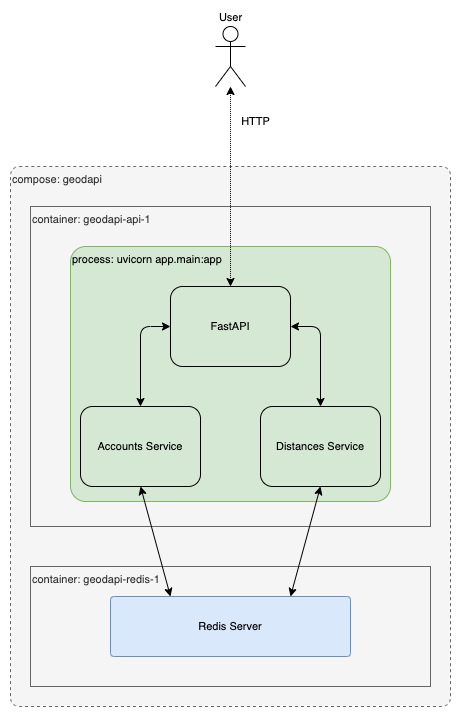 User
HTTP
compose: geodapi
container: geodapi-api-1
process: uvicorn app.main:app
FastAPI
Accounts Service
Distances Service
container: geodapi-redis-1
Redis Server